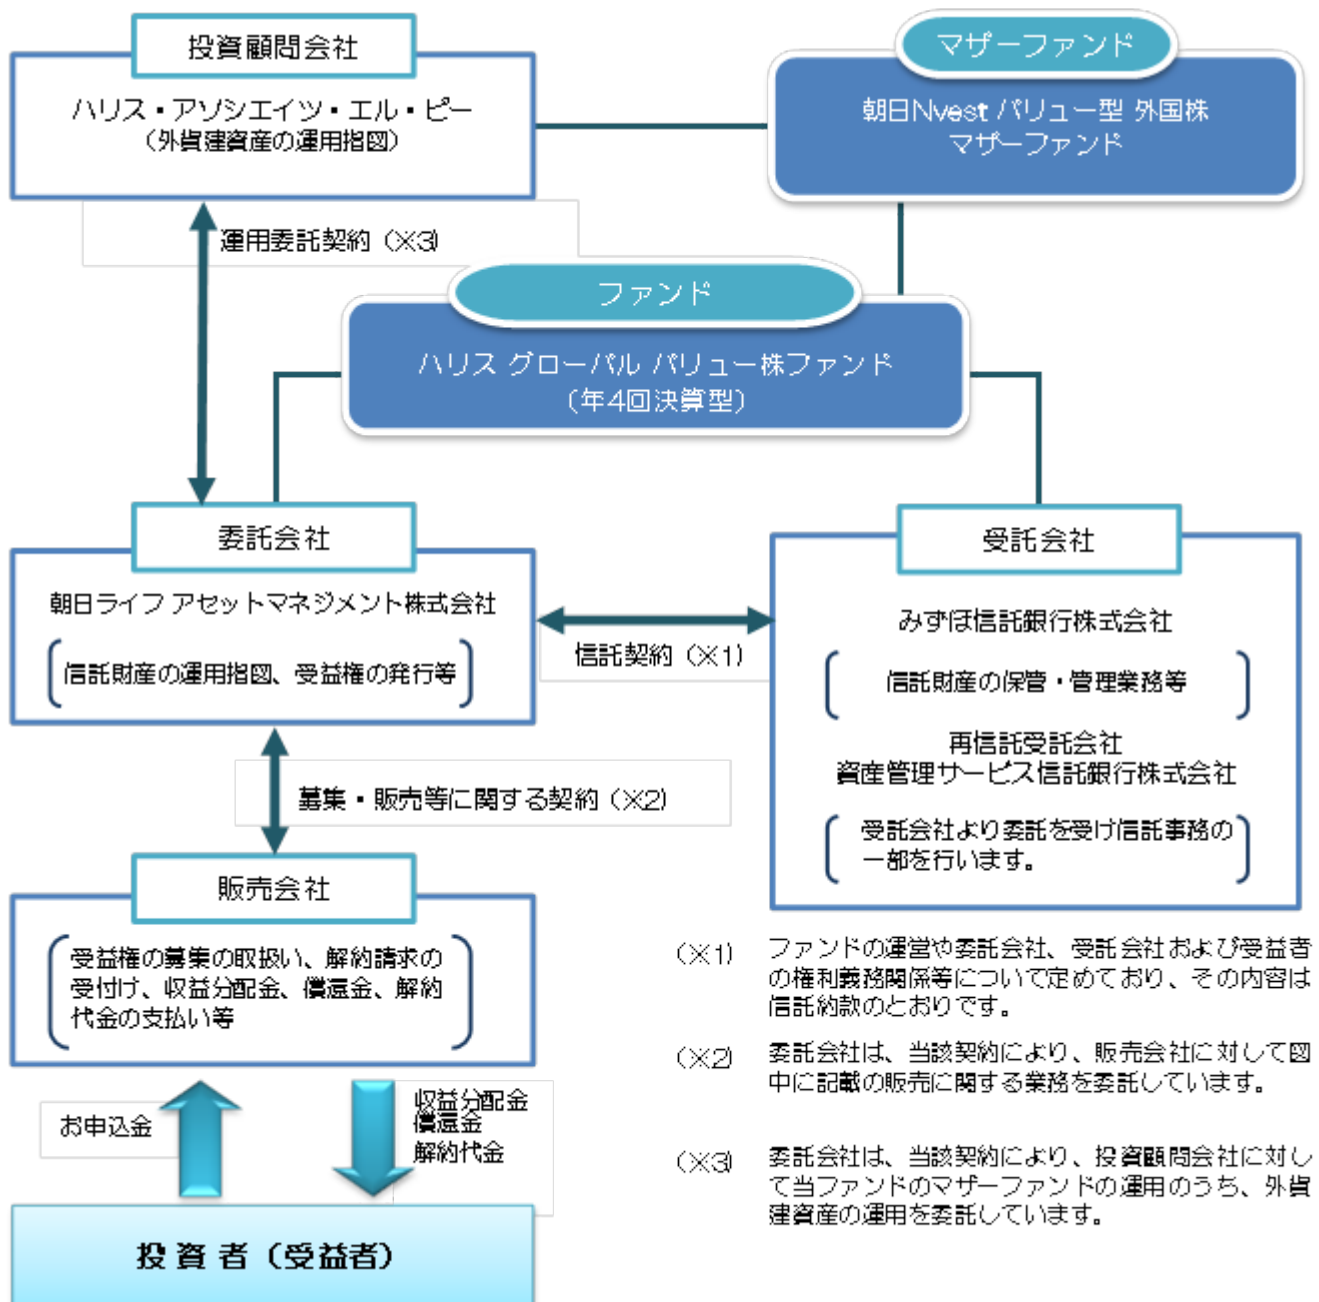 投資顧問会社
ハリス・アソシエイツ・エル・ピー
（外貨建資産の運用指図）
マザーファンド
朝日Nvest バリュー型 外国株
マザーファンド
運用委託契約（※3）
ファンド
ハリス グローバル バリュー株ファンド
（年4回決算型）
委託会社
朝日ライフ アセットマネジメント株式会社
信託財産の運用指図、受益権の発行等
信託契約（※1）
受託会社
みずほ信託銀行株式会社
信託財産の保管・管理業務等
再信託受託会社
資産管理サービス信託銀行株式会社
受託会社より委託を受け信託事務の
一部を行います。
募集・販売等に関する契約（※2）
販売会社
受益権の募集の取扱い、解約請求の
受付け、収益分配金、償還金、解約
代金の支払い等
お申込金
収益分配金
償還金
解約代金
投資者（受益者）
（※1） ファンドの運営や委託会社、受託会社および受益者
の権利義務関係等について定めており、その内容は
信託約款のとおりです。
（※2） 委託会社は、当該契約により、販売会社に対して図
中に記載の販売に関する業務を委託しています。
（※3） 委託会社は、当該契約により、投資顧問会社に対し
て当ファンドのマザーファンドの運用のうち、外貨
建資産の運用を委託しています。